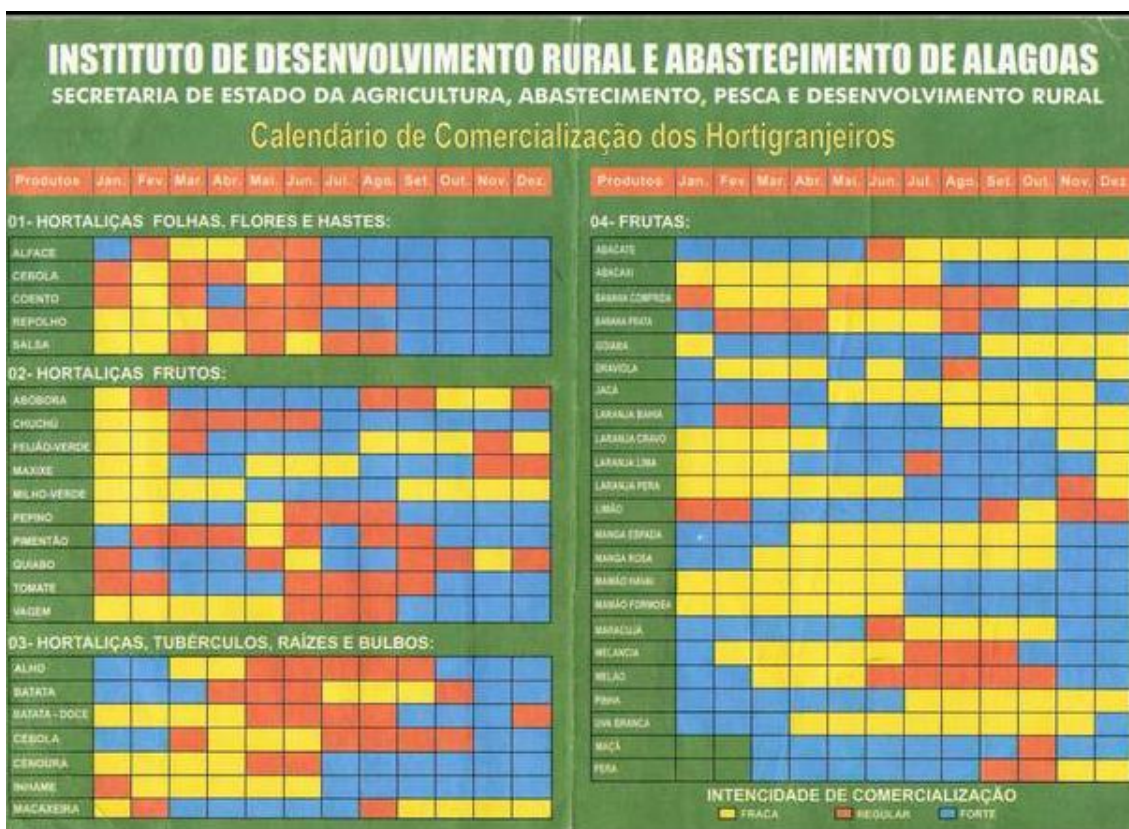 INSTITUTO DE DESENVOLVIMENTO RURAL E ABASTECIMENTO DE ALAGOAS
SECRETARIA DE ESTADO DA AGRICULTURA, ABASTECIMENTO, PESCA E DESENVOLVIMENTO RURAL
Calendário de Comercialização dos Hortigranjeiros
Produtos Jan. Fev. Mar. Abr. Mai. Jun. Jul. Ago. Set. Out. Nov. Dez.
01- HORTALIÇAS FOLHAS, FLORES E HASTES:
ALFACE
CEBOLA
COENTO
REPOLHO
SALSA
02- HORTALIÇAS FRUTOS:
ABÓBORA
CHUCHÚ
FEIJÃO-VERDE
MAXIXE
MILHO-VERDE
PEPINO
PIMENTÃO
QUIABO
TOMATE
VAGEM
03- HORTALIÇAS, TUBÉRCULOS, RAÍZES E BULBOS:
ALHO
BATATA
BATATA - DOCE
CEBOLA
CENOURA
INHAME
MACAXEIRA
Produtos Jan. Fev. Mar. Abr. Mai. Jun. Jul. Ago. Set. Out. Nov. Dez.
04- FRUTAS:
ABACATE
ABACAXI
BANANA COMPRIDA
BANANA PRATA
GOIABA
GRAVIOLA
JACA
LARANJA BAHIA
LARANJA CRAVO
LARANJA LIMA
LARANJA PERA
LIMÃO
MANGA ESPADA
MANGA ROSA
MAMÃO HAVAI
MAMÃO FORMOSA
MARACUJA
MELANCIA
MELÃO
PINHA
UVA BRANCA
MAÇÃ
PERA
INTENCIDADE DE COMERCIALIZAÇÃO
FRACA REGULAR FORTE